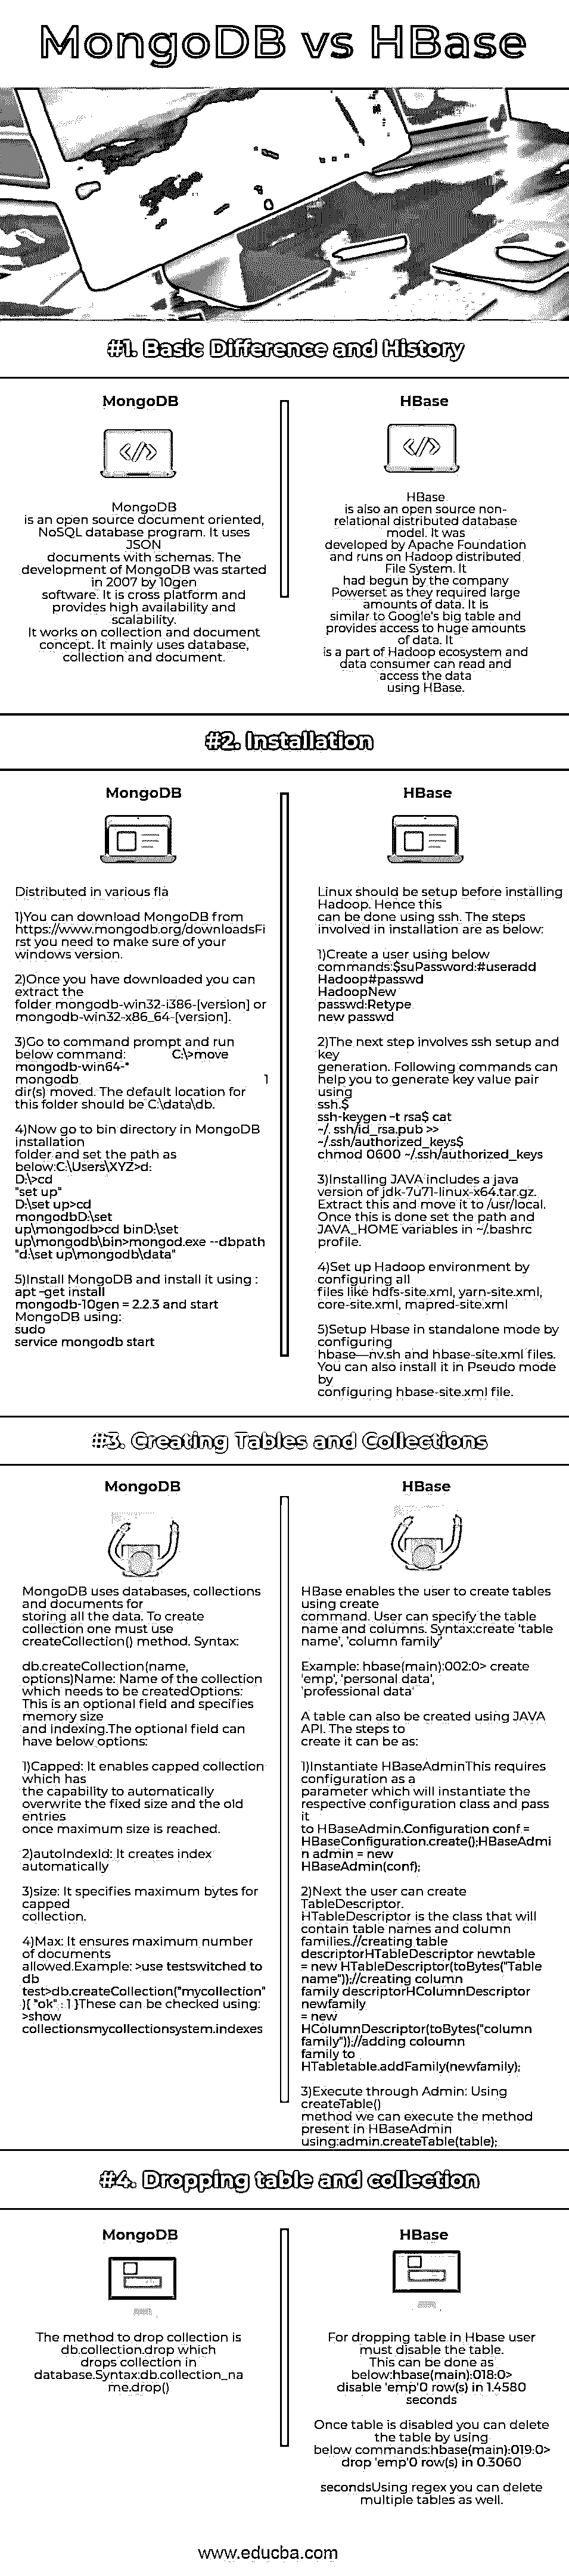 MongoDB vs HBase
#1. Basic Difference and History
MongoDB
MongoDB
is an open source document oriented,
NoSQL database program. It uses
JSON
documents with schemas. The
development of MongoDB was started
in 2007 by 10gen
software. It is cross platform and
provides high availability and
scalability.
It works on collection and document
concept. It mainly uses database,
collection and document.
HBase
HBase
is also an open source non-
relational distributed database
model. It was
developed by Apache Foundation
and runs on Hadoop distributed
File System. It
had begun by the company
Powerset as they required large
amounts of data. It is
similar to Google's big table and
provides access to huge amounts
of data. It
is a part of Hadoop ecosystem and
data consumer can read and
access the data
using HBase.
#2. Installation
MongoDB
Distributed in various fla
1)You can download MongoDB from
https://www.mongodb.org/downloadsFi
rst you need to make sure of your
windows version.
2)Once you have downloaded you can
extract the
folder mongodb-win32-i386-[version] or
mongodb-win32-x86_64-[version].
3)Go to command prompt and run
below command: C:\>move
mongodb-win64-*
mongodb 1
dir(s) moved. The default location for
this folder should be C:\data\db.
4)Now go to bin directory in MongoDB
installation
folder and set the path as
below:C:\Users\XYZ>d:
D:\>cd
"set up"
D:\set up>cd
mongodbD:\set
up\mongodb>cd binD:\set
up\mongodb\bin>mongod.exe --dbpath
"d:\set up\mongodb\data"
5)Install MongoDB and install it using :
apt –get install
mongodb-10gen = 2.2.3 and start
MongoDB using:
sudo
service mongodb start
HBase
Linux should be setup before installing
Hadoop. Hence this
can be done using ssh. The steps
involved in installation are as below:
1)Create a user using below
commands:$suPassword:#useradd
Hadoop#passwd
HadoopNew
passwd:Retype
new passwd
2)The next step involves ssh setup and
key
generation. Following commands can
help you to generate key value pair
using
ssh.$
ssh-keygen –t rsa$ cat
~/. ssh/id_rsa.pub >>
~/.ssh/authorized_keys$
chmod 0600 ~/.ssh/authorized_keys
3)Installing JAVA includes a java
version of jdk-7u71-linux-x64.tar.gz.
Extract this and move it to /usr/local.
Once this is done set the path and
JAVA_HOME variables in ~/.bashrc
profile.
4)Set up Hadoop environment by
configuring all
files like hdfs-site.xml, yarn-site.xml,
core-site.xml, mapred-site.xml
5)Setup Hbase in standalone mode by
configuring
hbase—nv.sh and hbase-site.xml files.
You can also install it in Pseudo mode
by
configuring hbase-site.xml file.
#3. Creating Tables and Collections
MongoDB
MongoDB uses databases, collections
and documents for
storing all the data. To create
collection one must use
createCollection() method. Syntax:
db.createCollection(name,
options)Name: Name of the collection
which needs to be createdOptions:
This is an optional field and specifies
memory size
and indexing.The optional field can
have below options:
1)Capped: It enables capped collection
which has
the capability to automatically
overwrite the fixed size and the old
entries
once maximum size is reached.
2)autoIndexId: It creates index
automatically
3)size: It specifies maximum bytes for
capped
collection.
4)Max: It ensures maximum number
of documents
allowed.Example: >use testswitched to
db
test>db.createCollection("mycollection"
){ "ok" : 1 }These can be checked using:
>show
collectionsmycollectionsystem.indexes
HBase
HBase enables the user to create tables
using create
command. User can specify the table
name and columns. Syntax:create 'table
name', 'column family'
Example: hbase(main):002:0> create
'emp', 'personal data',
'professional data'
A table can also be created using JAVA
API. The steps to
create it can be as:
1)Instantiate HBaseAdminThis requires
configuration as a
parameter which will instantiate the
respective configuration class and pass
it
to HBaseAdmin.Configuration conf =
HBaseConfiguration.create();HBaseAdmi
n admin = new
HBaseAdmin(conf);
2)Next the user can create
TableDescriptor.
HTableDescriptor is the class that will
contain table names and column
families.//creating table
descriptorHTableDescriptor newtable
= new HTableDescriptor(toBytes("Table
name"));//creating column
family descriptorHColumnDescriptor
newfamily
= new
HColumnDescriptor(toBytes("column
family"));//adding coloumn
family to
HTabletable.addFamily(newfamily);
3)Execute through Admin: Using
createTable()
method we can execute the method
present in HBaseAdmin
using:admin.createTable(table);
#4. Dropping table and collection
MongoDB
The method to drop collection is
db.collection.drop which
drops collection in
database.Syntax:db.collection_na
me.drop()
HBase
For dropping table in Hbase user
must disable the table.
This can be done as
below:hbase(main):018:0>
disable 'emp'0 row(s) in 1.4580
seconds
Once table is disabled you can delete
the table by using
below commands:hbase(main):019:0>
drop 'emp'0 row(s) in 0.3060
secondsUsing regex you can delete
multiple tables as well.
www.educba.com